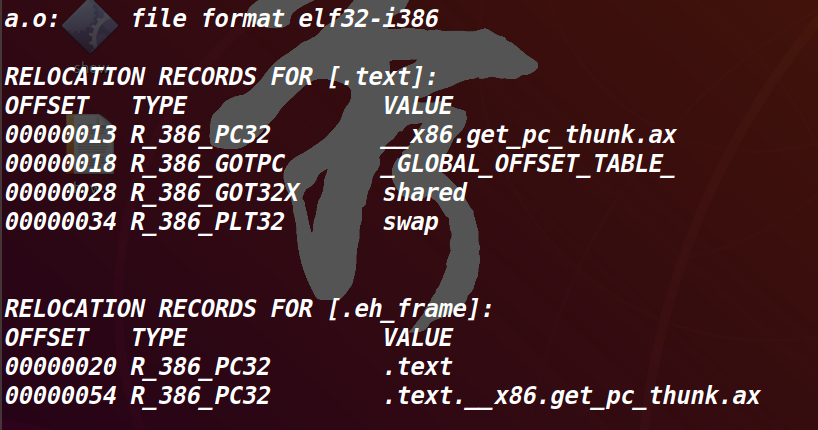 a.o: file format elf32-i386
RELOCATION RECORDS FOR [.text]:
OFFSET TYPE VALUE
00000013 R_386_PC32 __x86.get_pc_thunk.ax
00000018 R_386_GOTPC _GLOBAL_OFFSET_TABLE_
00000028 R_386_GOT32X shared
00000034 R_386_PLT32 swap
RELOCATION RECORDS FOR [.eh_frame]:
OFFSET TYPE VALUE
00000020 R_386_PC32 .text
00000054 R_386_PC32 .text.__x86.get_pc_thunk.ax